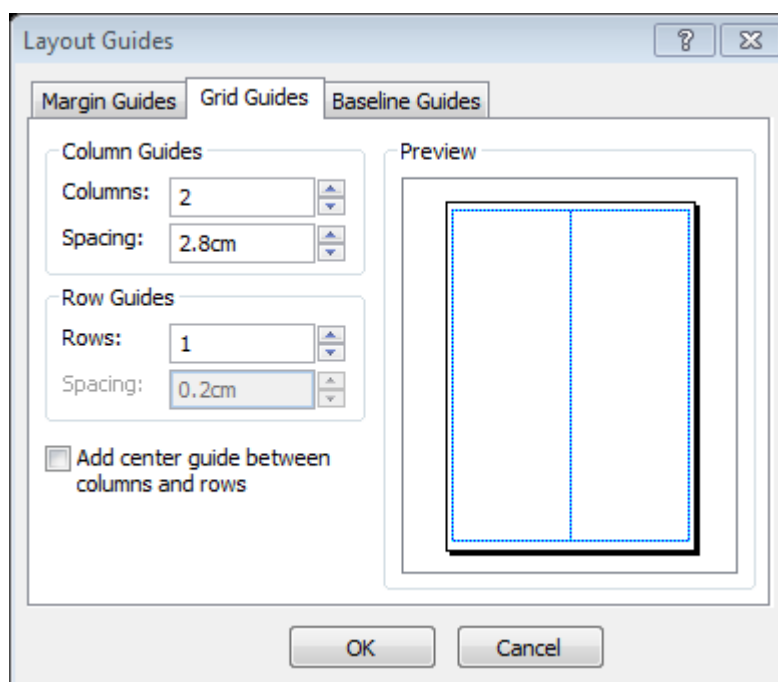 Layout Guides
Margin Guides Grid Guides Baseline Guides
Column Guides
Columns: 2
Spacing: 2.8cm
Row Guides
Rows: 1
Spacing: 0.2cm
Add center guide between
columns and rows
Preview
OK Cancel